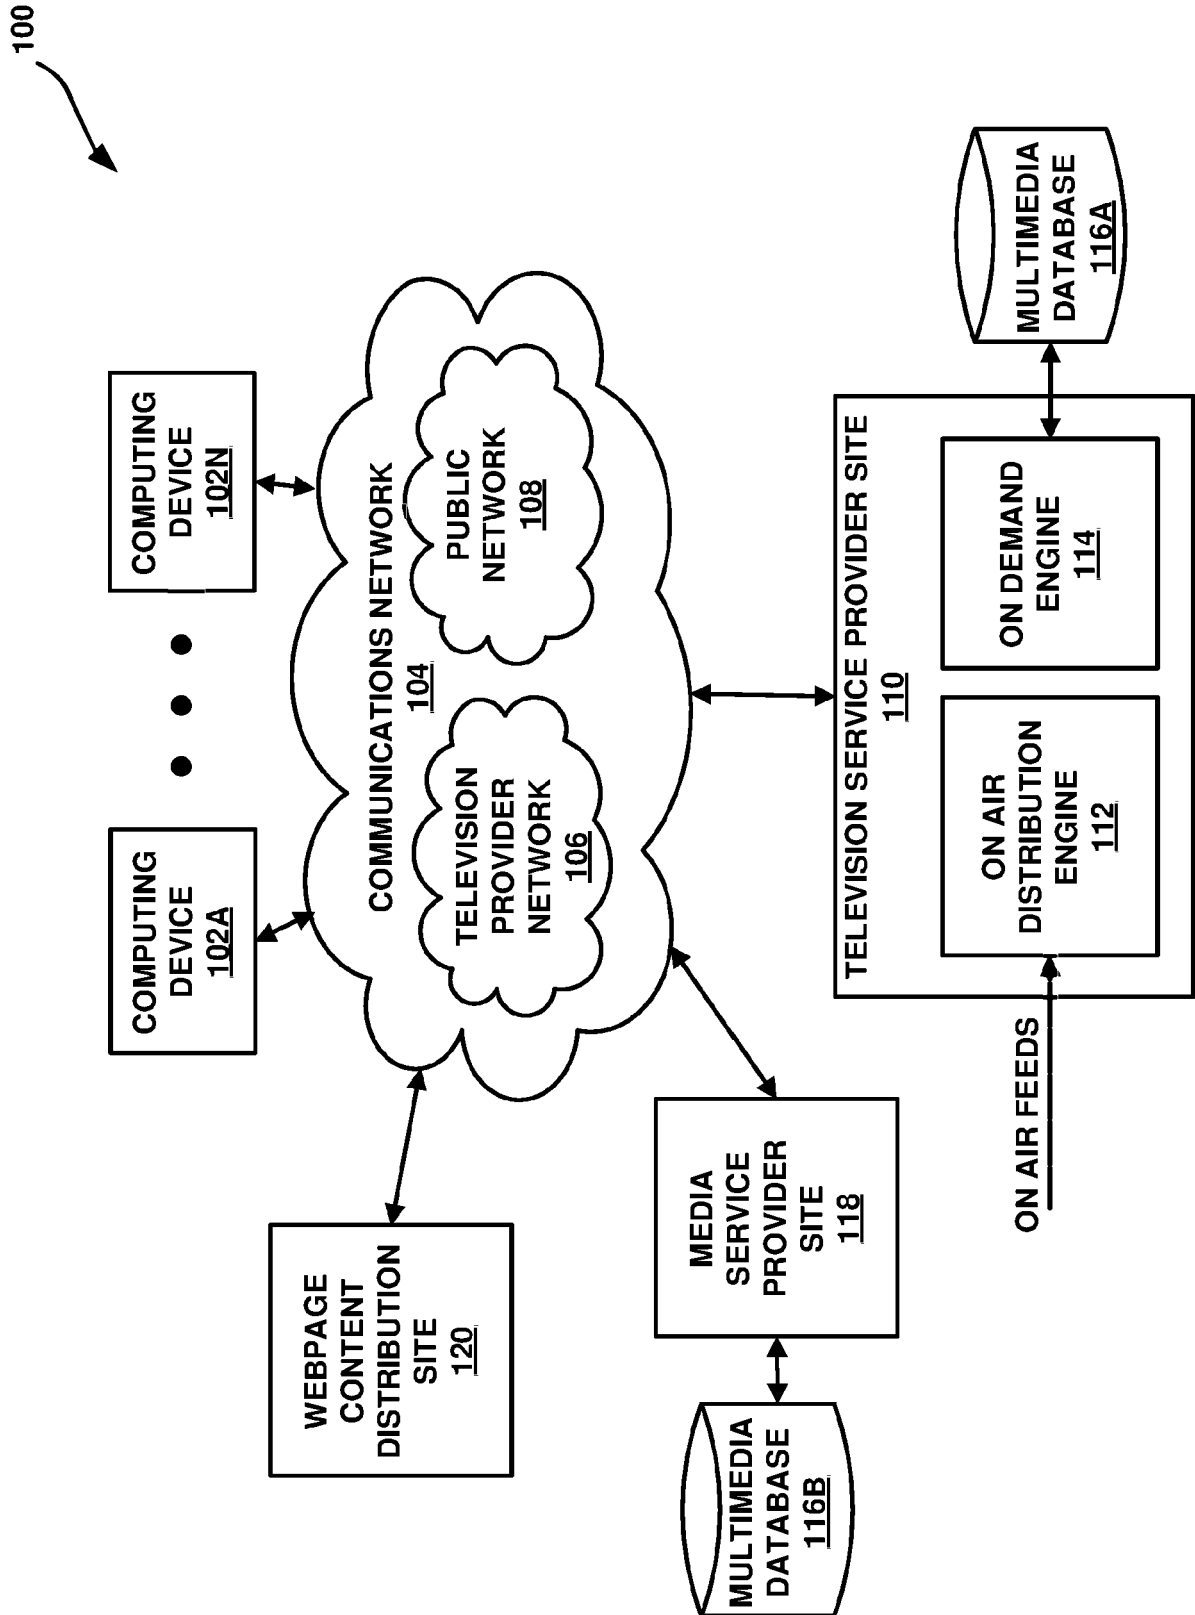 100
COMPUTING
DEVICE
102A
COMPUTING
DEVICE
102N
COMMUNICATIONS NETWORK
104
TELEVISION
PROVIDER
NETWORK
106
PUBLIC
NETWORK
108
WEBPAGE
CONTENT
DISTRIBUTION
SITE
120
MEDIA
SERVICE
PROVIDER
SITE
118
MULTIMEDIA
DATABASE
116B
TELEVISION SERVICE PROVIDER SITE
110
ON AIR
DISTRIBUTION
ENGINE
112
ON DEMAND
ENGINE
114
ON AIR FEEDS
MULTIMEDIA
DATABASE
116A